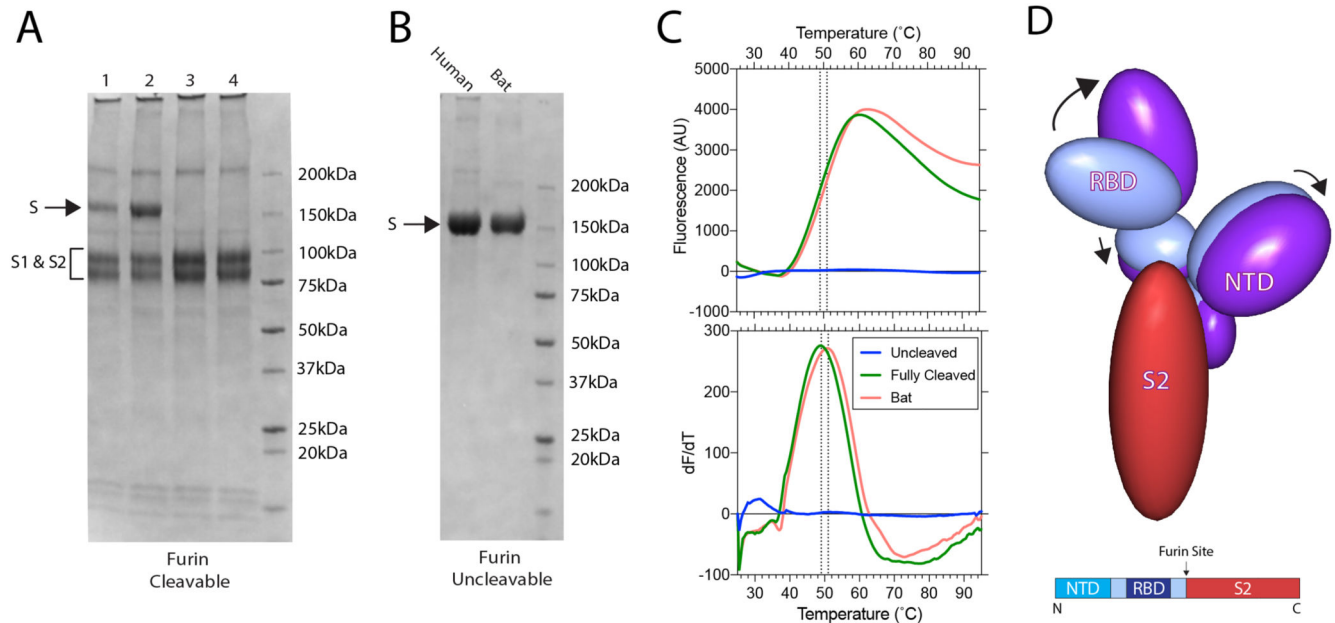 A
1 2 3 4
200kDa
S
150kDa
S1 & S2
100kDa
75kDa
50kDa
37kDa
25kDa
20kDa
Furin
Cleavable
B
Human
Bat
200kDa
S
150kDa
100kDa
75kDa
50kDa
37kDa
25kDa
20kDa
Furin
Uncleavable
C
Temperature (˚C)
30 40 50 60 70 80 90
5000
4000
3000
2000
1000
0
-1000
Fluorescence (AU)
300
200
100
0
-100
dF/dT
Uncleaved
Fully Cleaved
Bat
30 40 50 60 70 80 90
Temperature (˚C)
D
RBD
NTD
S2
Furin Site
NTD RBD S2
N C